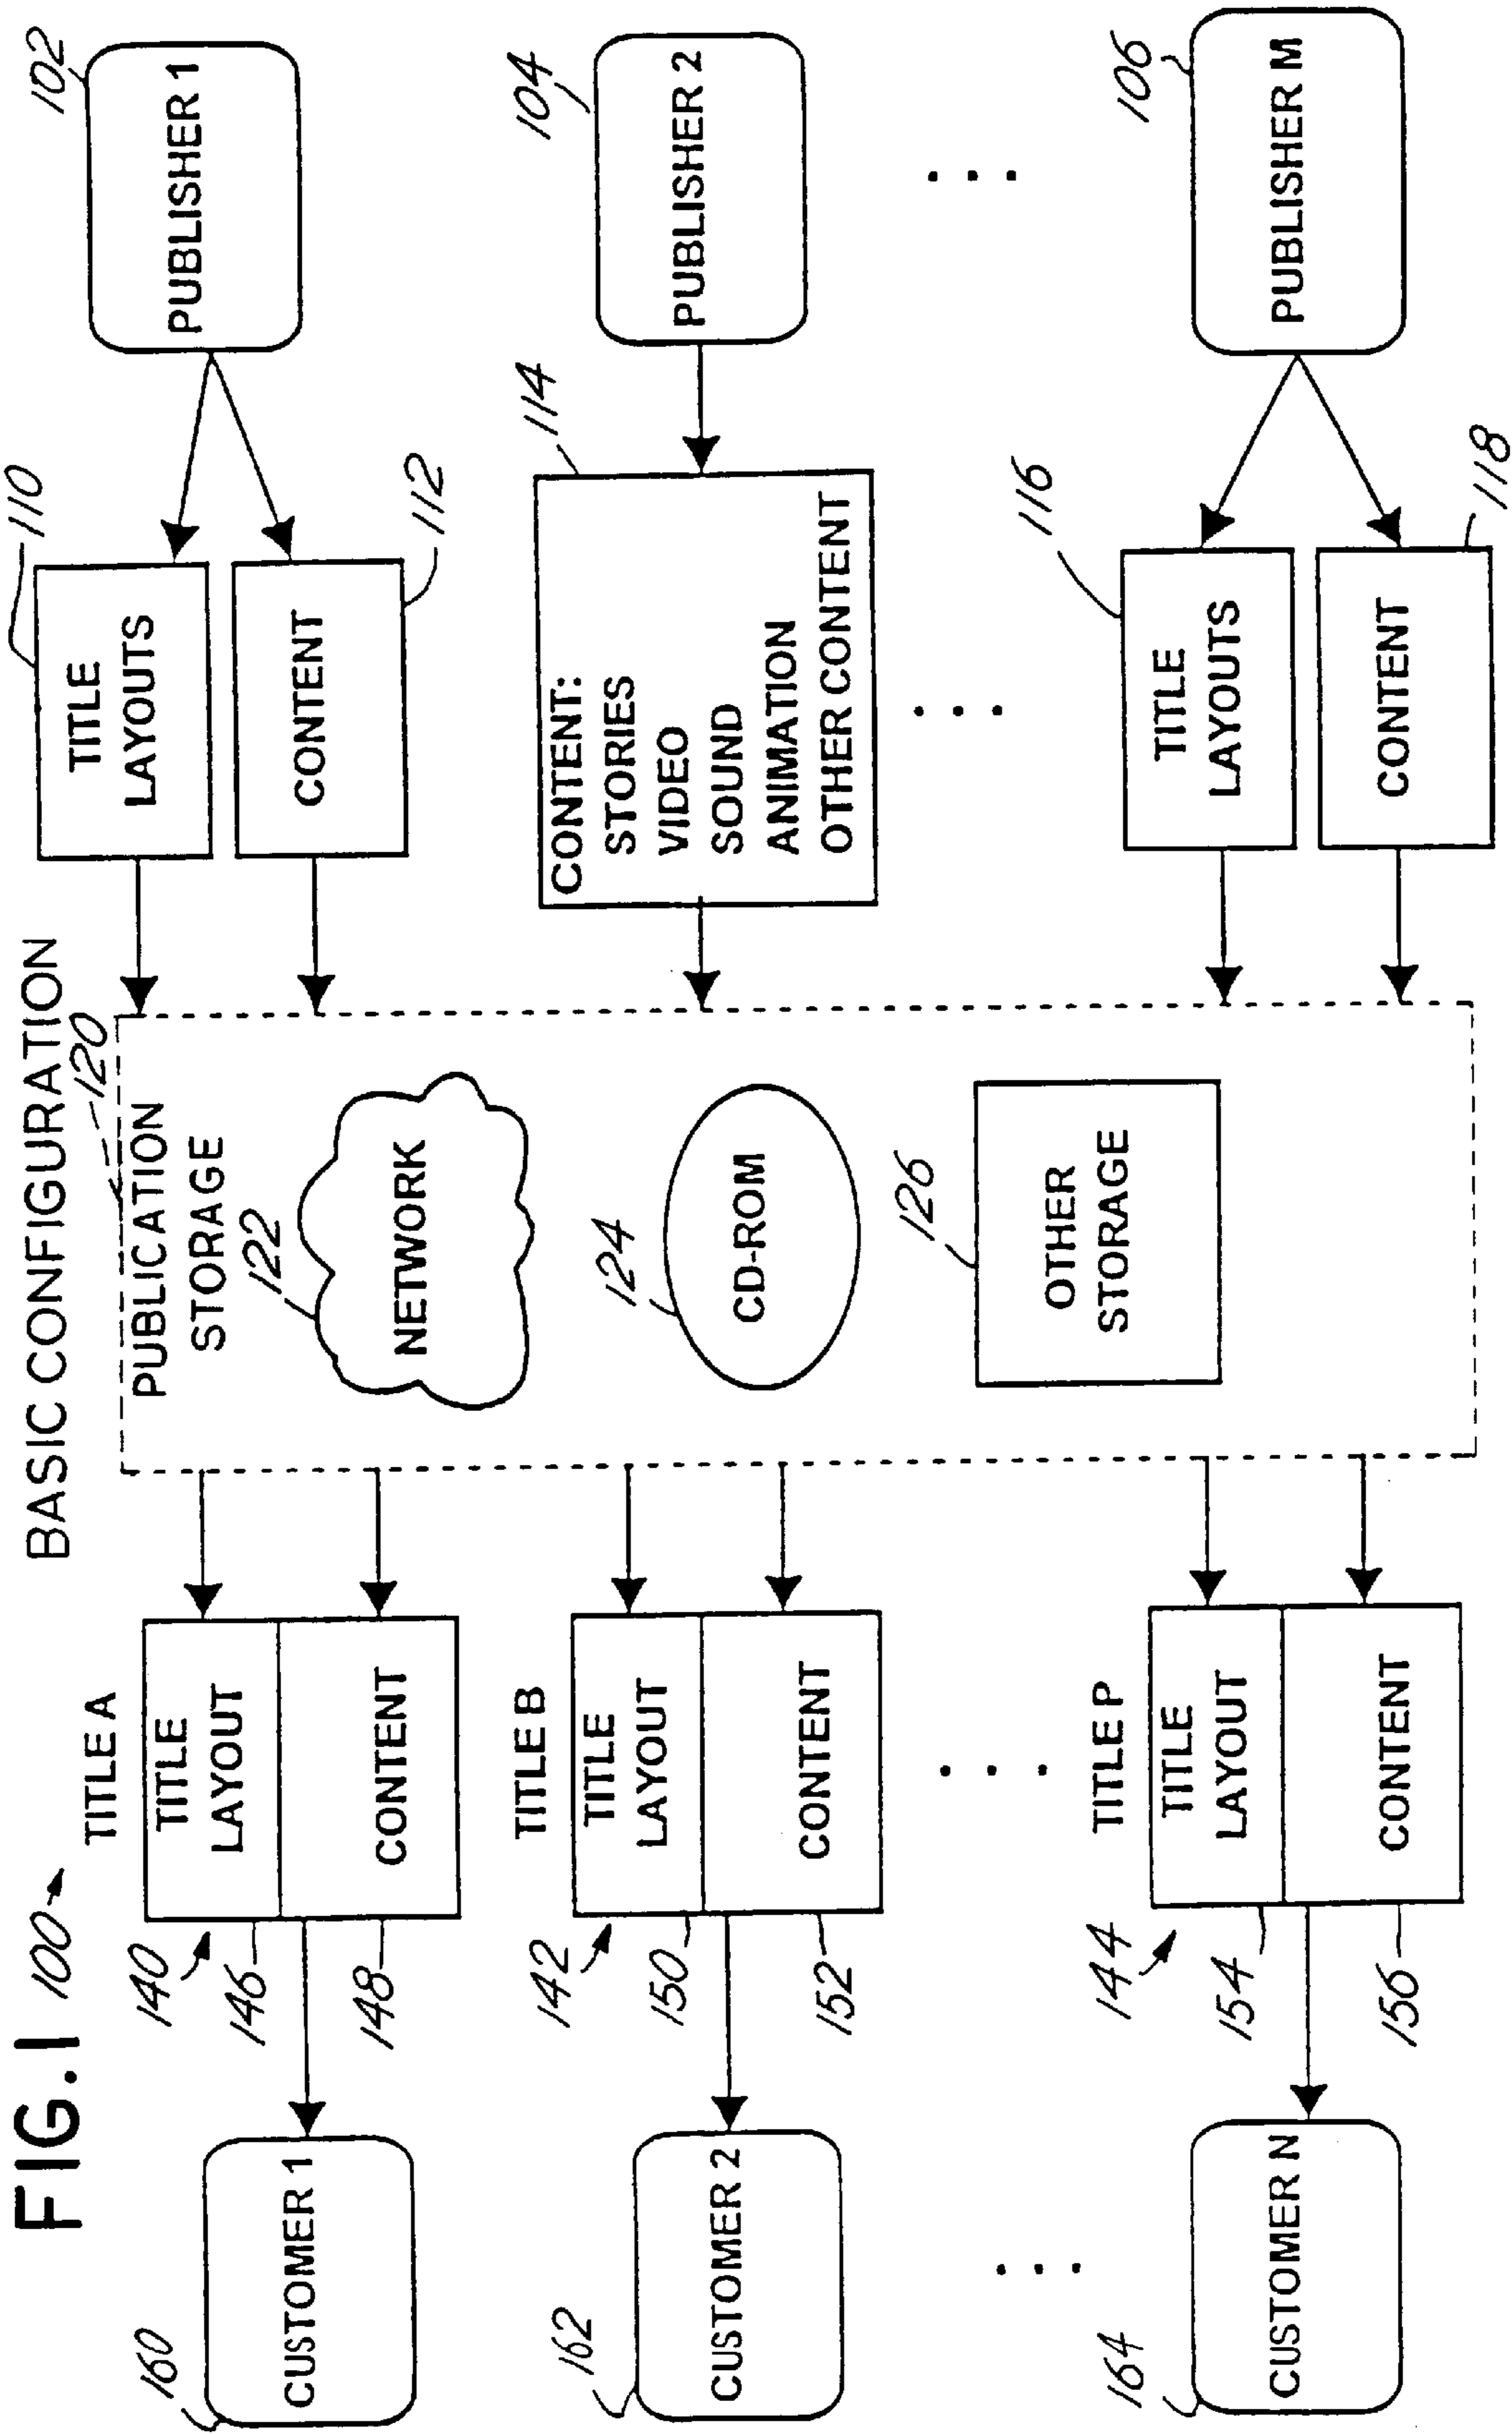 FIG.1
100
BASIC CONFIGURATION
160
CUSTOMER 1
162
CUSTOMER 2
164
CUSTOMER N
TITLE A
140
146
148
TITLE
LAYOUT
CONTENT
TITLE B
142
150
152
TITLE
LAYOUT
CONTENT
TITLE P
144
154
156
TITLE
LAYOUT
CONTENT
120
PUBLICATION
STORAGE
122
NETWORK
124
CD-ROM
126
OTHER
STORAGE
110
TITLE
LAYOUTS
112
CONTENT
114
CONTENT:
STORIES
VIDEO
SOUND
ANIMATION
OTHER CONTENT
116
TITLE
LAYOUTS
118
CONTENT
102
PUBLISHER 1
104
PUBLISHER 2
106
PUBLISHER M